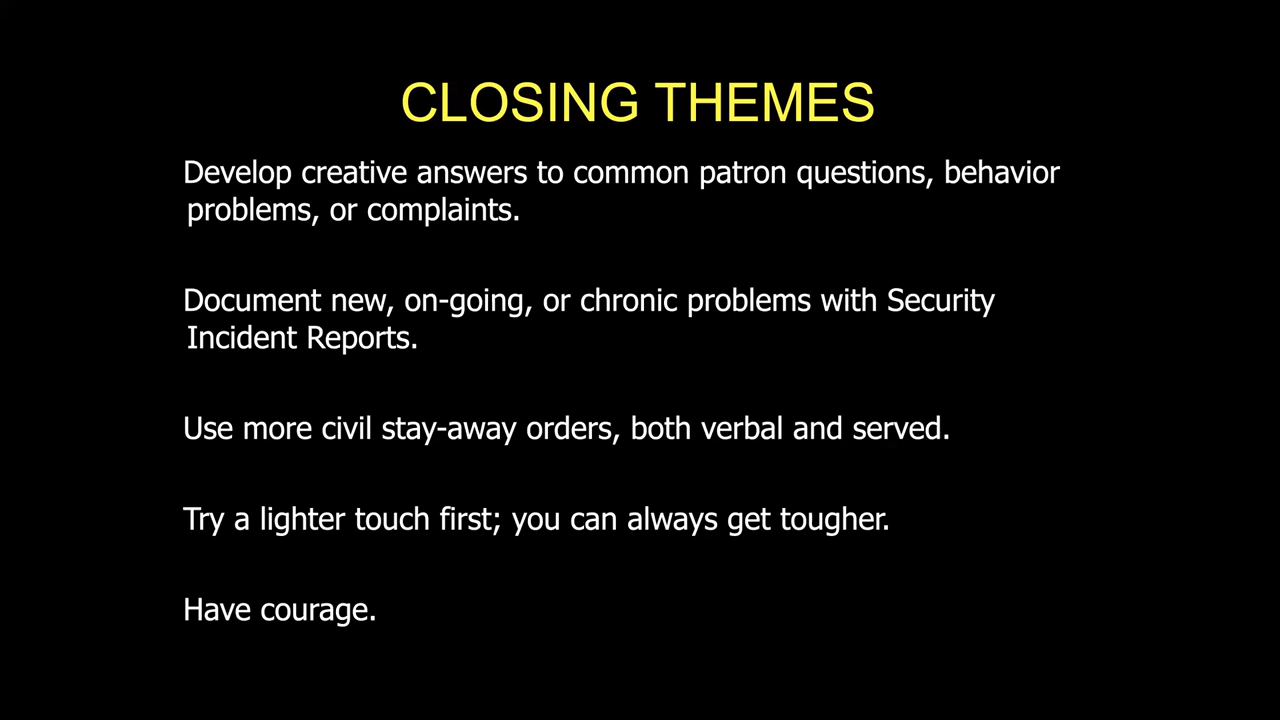 CLOSING THEMES
Develop creative answers to common patron questions, behavior
problems, or complaints.
Document new, on-going, or chronic problems with Security
Incident Reports.
Use more civil stay-away orders, both verbal and served.
Try a lighter touch first; you can always get tougher.
Have courage.